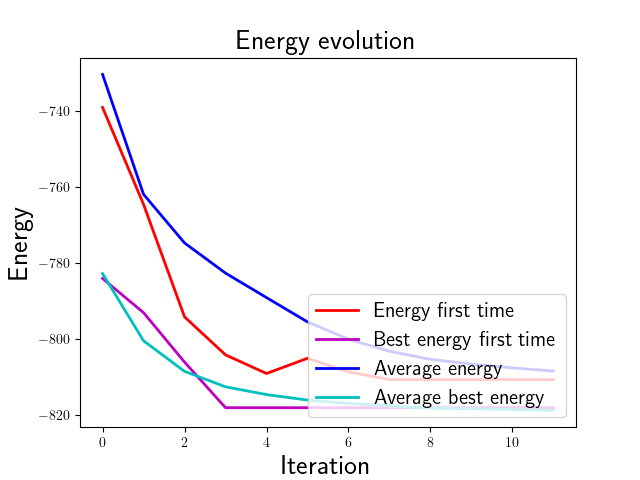 Energy evolution
Energy
−740
−760
−780
−800
−820
0 2 4 6 8 10
Iteration
Energy first time
Best energy first time
Average energy
Average best energy